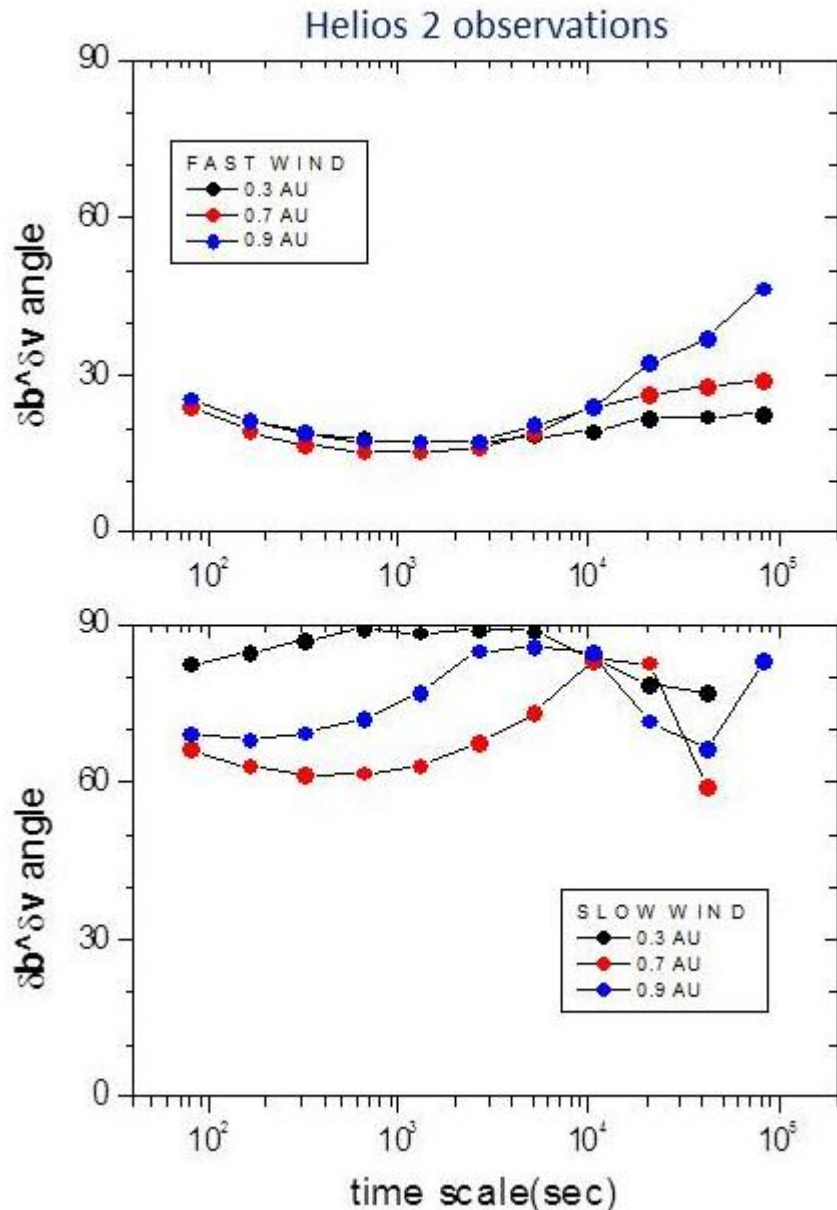 Helios 2 observations
90
60
30
0
δb^δv angle
FAST WIND
0.3 AU
0.7 AU
0.9 AU
10² 10³ 10⁴ 10⁵
90
60
30
0
δb^δv angle
SLOW WIND
0.3 AU
0.7 AU
0.9 AU
10² 10³ 10⁴ 10⁵
time scale(sec)